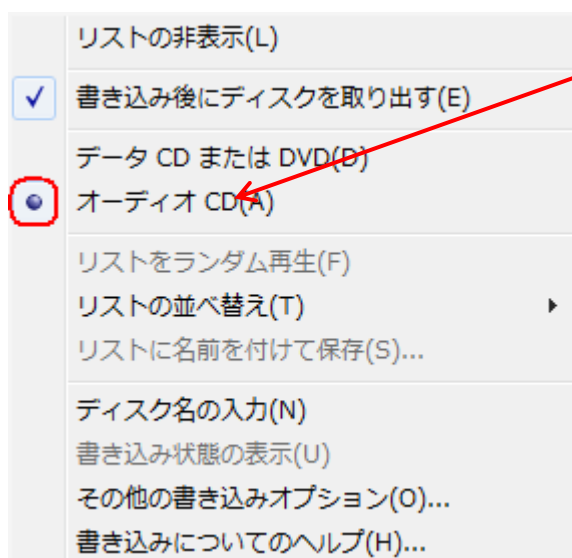 リストの非表示(L)
書き込み後にディスクを取り出す(E)
データ CD または DVD(D)
オーディオ CD(A)
リストをランダム再生(F)
リストの並べ替え(T)
リストに名前を付けて保存(S)...
ディスク名の入力(N)
書き込み状態の表示(U)
その他の書き込みオプション(O)...
書き込みについてのヘルプ(H)...